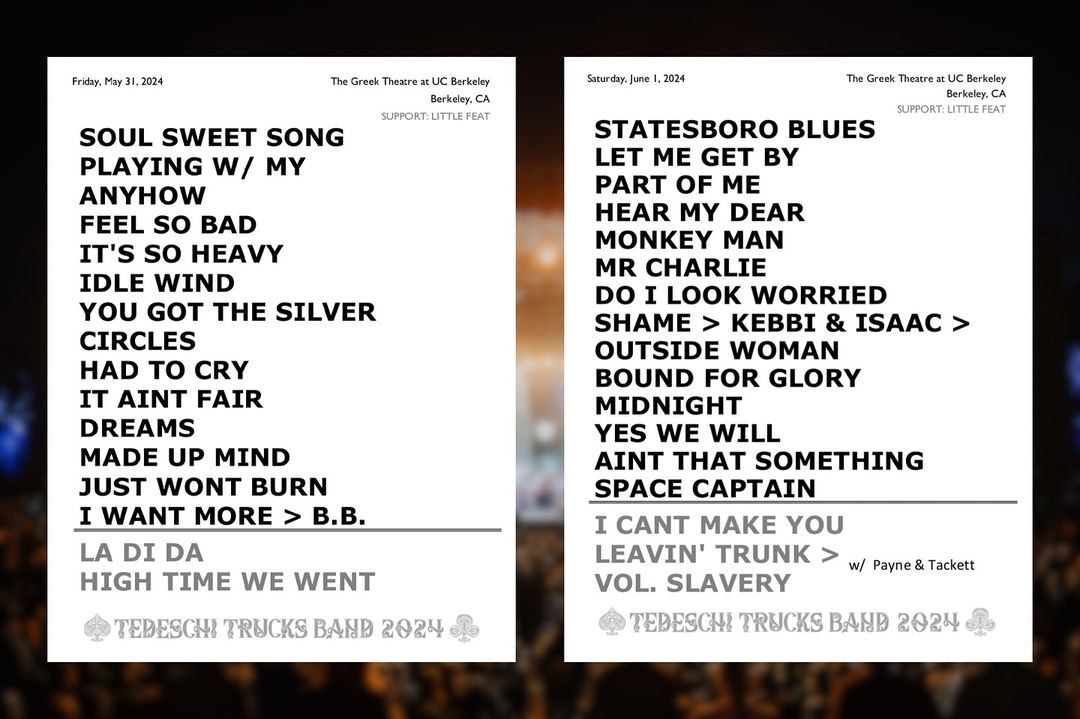 Friday, May 31, 2024
The Greek Theatre at UC Berkeley
Berkeley, CA
SUPPORT: LITTLE FEAT
SOUL SWEET SONG
PLAYING W/ MY
ANYHOW
FEEL SO BAD
IT'S SO HEAVY
IDLE WIND
YOU GOT THE SILVER
CIRCLES
HAD TO CRY
IT AINT FAIR
DREAMS
MADE UP MIND
JUST WONT BURN
I WANT MORE > B.B.
LA DI DA
HIGH TIME WE WENT
TEDESCHI TRUCKS BAND 2024
Saturday, June 1, 2024
The Greek Theatre at UC Berkeley
Berkeley, CA
SUPPORT: LITTLE FEAT
STATESBORO BLUES
LET ME GET BY
PART OF ME
HEAR MY DEAR
MONKEY MAN
MR CHARLIE
DO I LOOK WORRIED
SHAME > KEBBI & ISAAC >
OUTSIDE WOMAN
BOUND FOR GLORY
MIDNIGHT
YES WE WILL
AINT THAT SOMETHING
SPACE CAPTAIN
I CANT MAKE YOU
LEAVIN' TRUNK >
w/ Payne & Tackett
VOL. SLAVERY
TEDESCHI TRUCKS BAND 2024